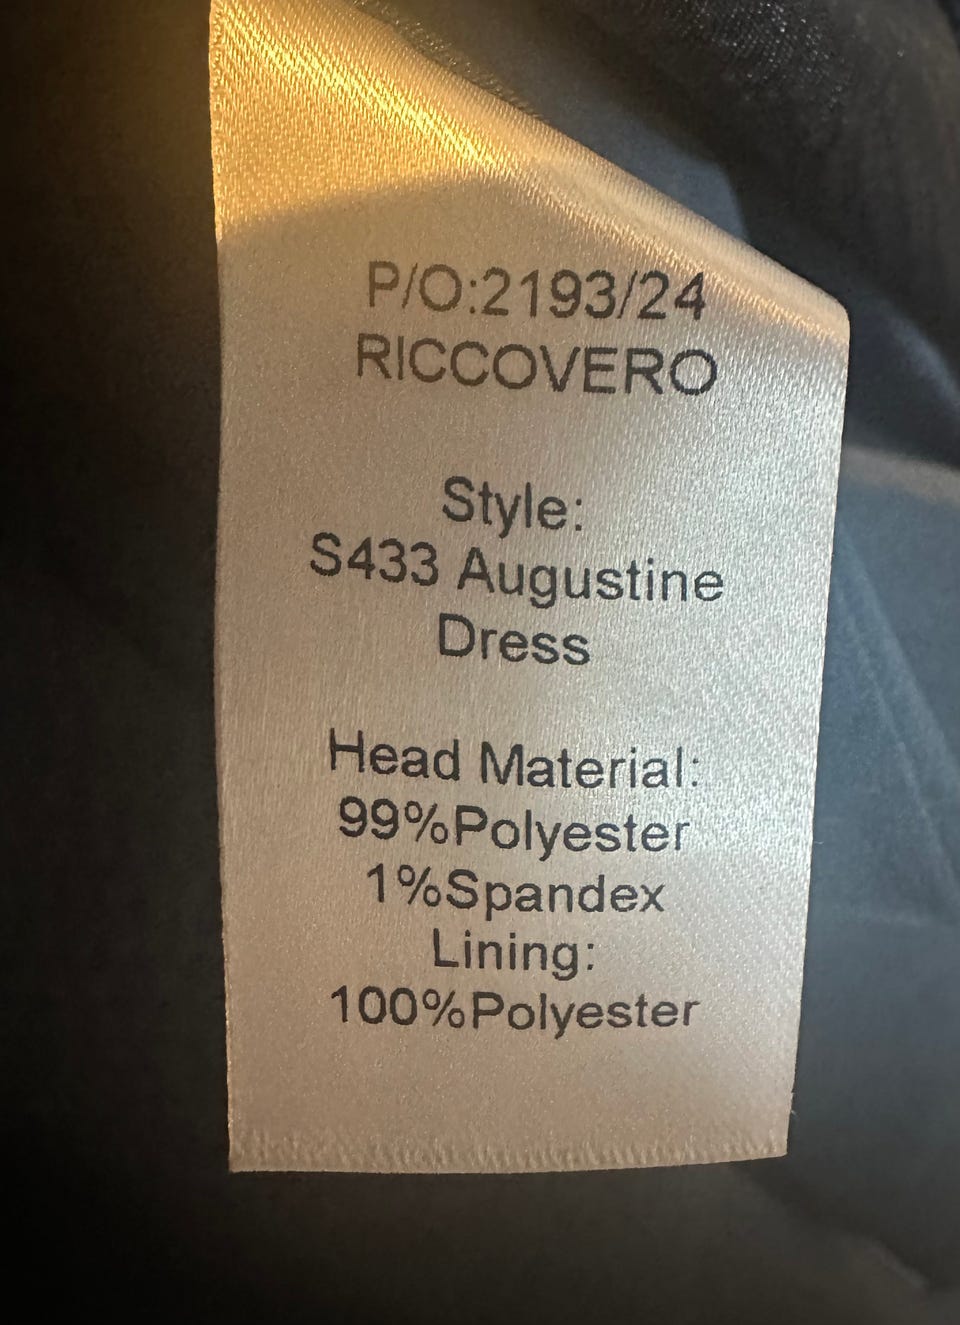 P/O:2193/24
RICCOVERO
Style:
S433 Augustine
Dress
Head Material:
99%Polyester
1%Spandex
Lining:
100%Polyester